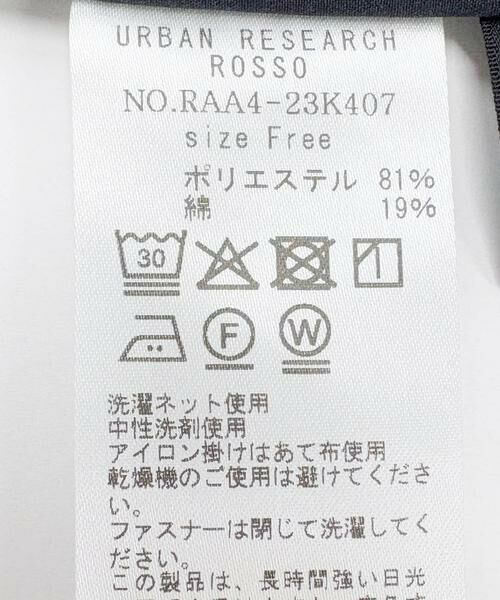 URBAN RESEARCH
ROSSO
NO.RAA4-23K407
size Free
ポリエステル 81%
綿 19%
30
F
W
洗濯ネット使用
中性洗剤使用
アイロン掛けはあて布使用
乾燥機のご使用は避けてくださ
い。
ファスナーは閉じて洗濯してく
ださい。
この製品は、長時間強い日光